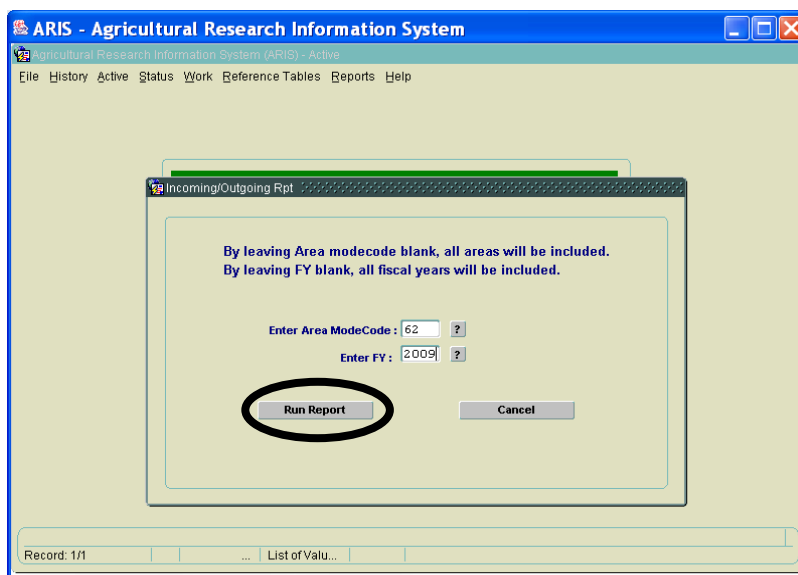 ARIS - Agricultural Research Information System
Agricultural Research Information System (ARIS) - Active
File History Active Status Work Reference Tables Reports Help
Incoming/Outgoing Rpt
By leaving Area modecode blank, all areas will be included.
By leaving FY blank, all fiscal years will be included.
Enter Area ModeCode : 62 ?
Enter FY : 2009 ?
Run Report Cancel
Record: 1/1 ... List of Valu...